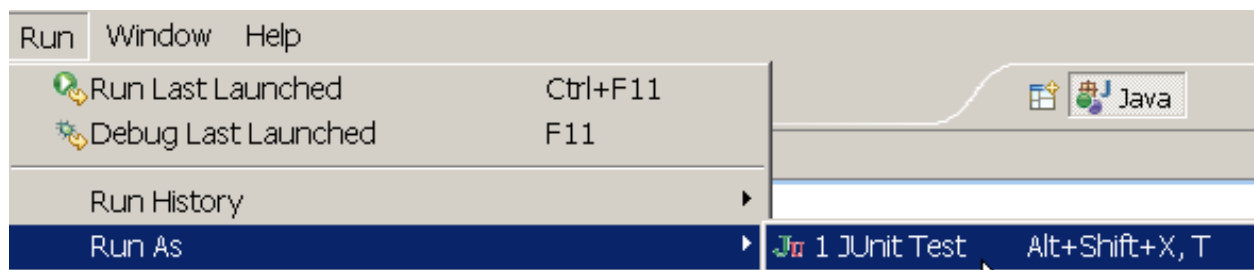 Run Window Help
Run Last Launched Ctrl+F11
Java
Debug Last Launched F11
Run History
Run As
1 JUnit Test Alt+Shift+X, T